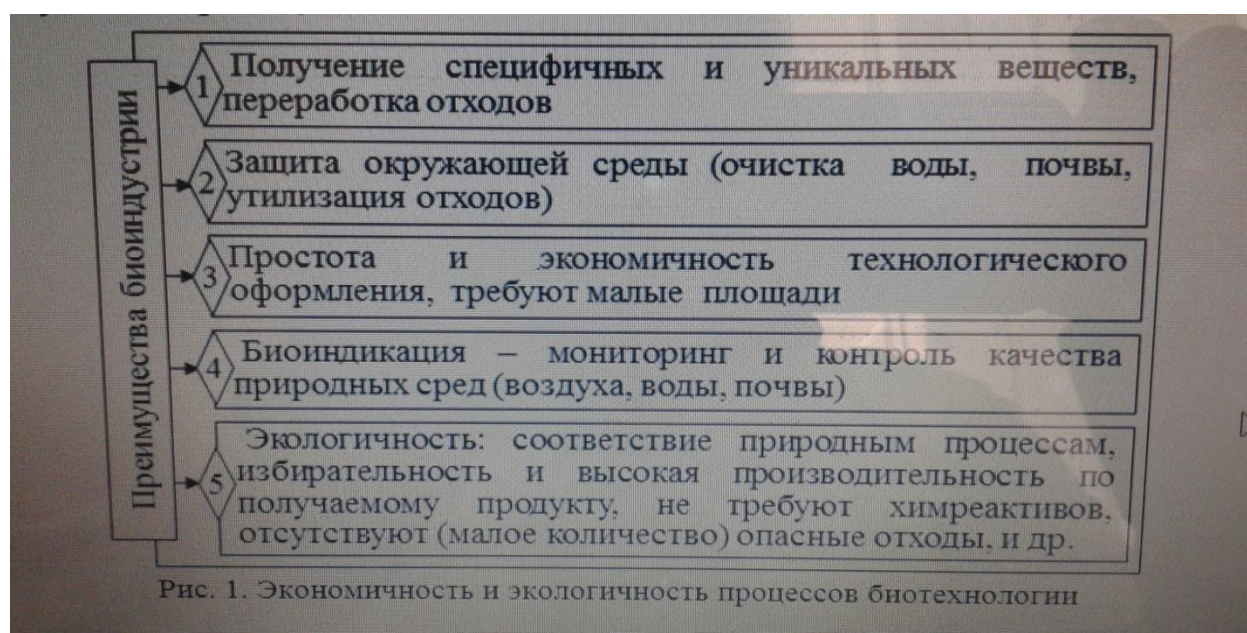 Преимущества биоиндустрии
1 Получение специфичных и уникальных веществ,
переработка отходов
2 Защита окружающей среды (очистка воды, почвы,
утилизация отходов)
3 Простота и экономичность технологического
оформления, требуют малые площади
4 Биоиндикация – мониторинг и контроль качества
природных сред (воздуха, воды, почвы)
5 Экологичность: соответствие природным процессам,
избирательность и высокая производительность по
получаемому продукту, не требуют химреактивов,
отсутствуют (малое количество) опасные отходы, и др.
Рис. 1. Экономичность и экологичность процессов биотехнологии